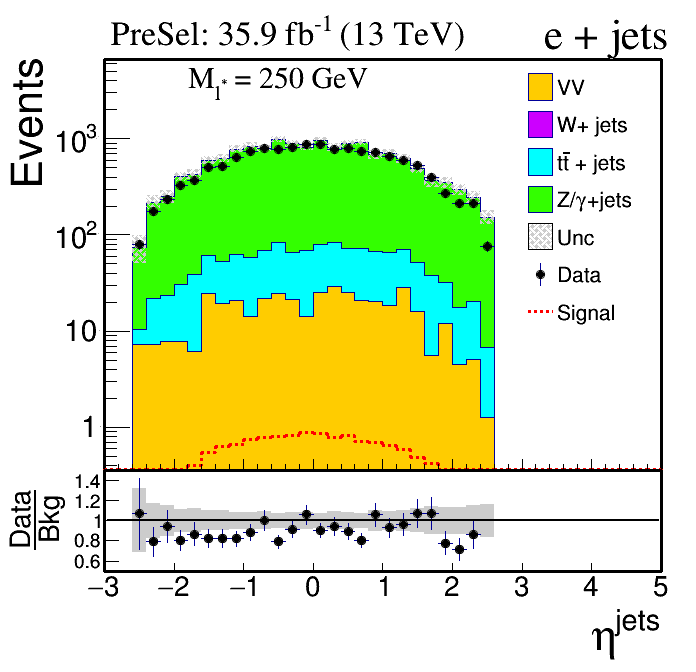 PreSel: 35.9 fb⁻¹ (13 TeV)
e + jets
M_l* = 250 GeV
Events
10³
10²
10
1
VV
W+ jets
tt̄ + jets
Z/γ+jets
Unc
Data
Signal
Data
Bkg
1.4
1.2
1
0.8
0.6
−3 −2 −1 0 1 2 3 4 5
η^jets